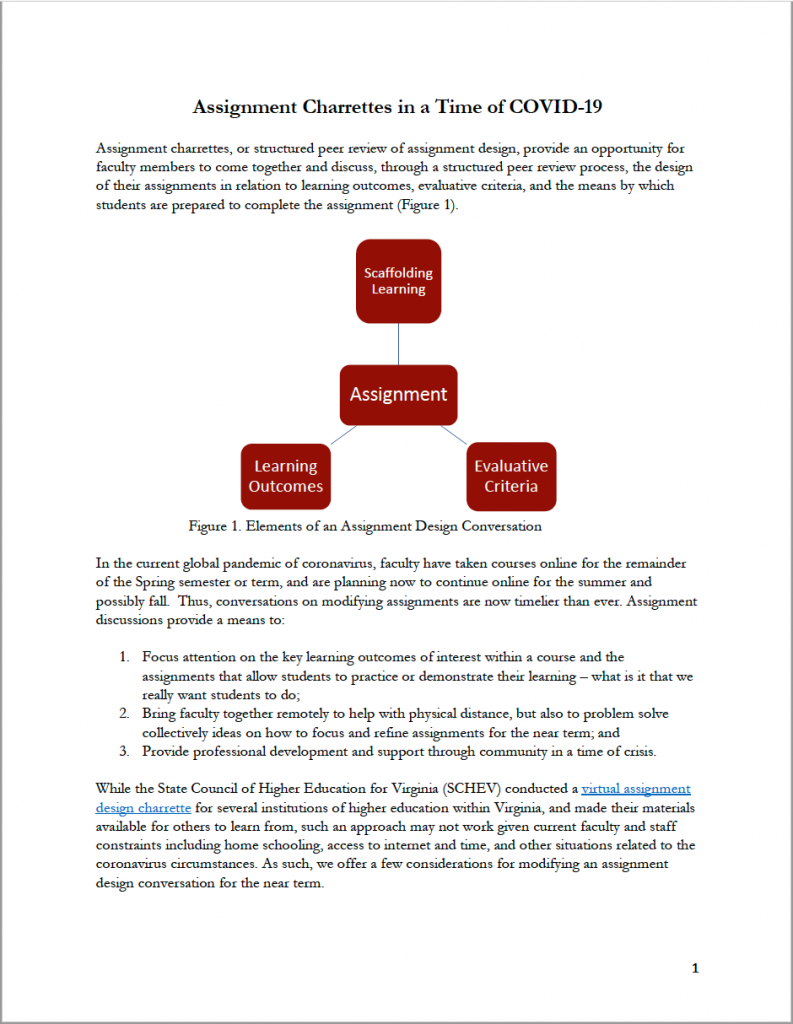 Assignment Charrettes in a Time of COVID-19
Assignment charrettes, or structured peer review of assignment design, provide an opportunity for
faculty members to come together and discuss, through a structured peer review process, the design
of their assignments in relation to learning outcomes, evaluative criteria, and the means by which
students are prepared to complete the assignment (Figure 1).
Scaffolding
Learning
Assignment
Learning
Outcomes
Evaluative
Criteria
Figure 1. Elements of an Assignment Design Conversation
In the current global pandemic of coronavirus, faculty have taken courses online for the remainder
of the Spring semester or term, and are planning now to continue online for the summer and
possibly fall.  Thus, conversations on modifying assignments are now timelier than ever. Assignment
discussions provide a means to:
1. Focus attention on the key learning outcomes of interest within a course and the
assignments that allow students to practice or demonstrate their learning – what is it that we
really want students to do;
2. Bring faculty together remotely to help with physical distance, but also to problem solve
collectively ideas on how to focus and refine assignments for the near term; and
3. Provide professional development and support through community in a time of crisis.
While the State Council of Higher Education for Virginia (SCHEV) conducted a virtual assignment
design charrette for several institutions of higher education within Virginia, and made their materials
available for others to learn from, such an approach may not work given current faculty and staff
constraints including home schooling, access to internet and time, and other situations related to the
coronavirus circumstances. As such, we offer a few considerations for modifying an assignment
design conversation for the near term.
1